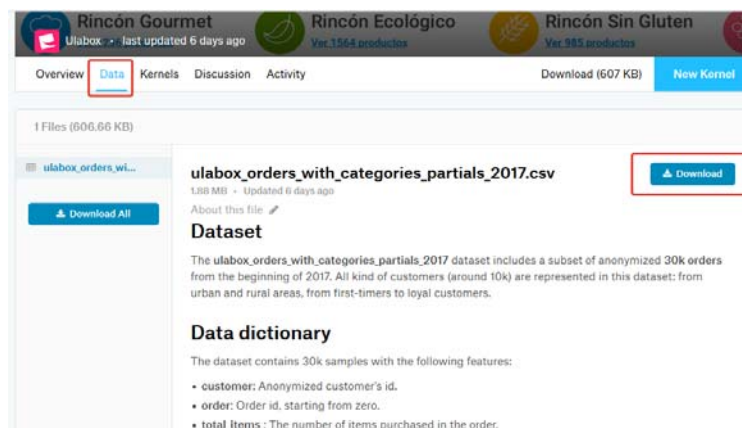 Rincón Gourmet
Rincón Ecológico
Ver 1564 productos
Rincón Sin Gluten
Ver 985 productos
Ulabox • last updated 6 days ago
Overview Data Kernels Discussion Activity
Download (607 KB)
New Kernel
1 Files (606.66 KB)
ulabox_orders_wi...
Download All
ulabox_orders_with_categories_partials_2017.csv
1.88 MB • Updated 6 days ago
About this file
Download
Dataset
The ulabox_orders_with_categories_partials_2017 dataset includes a subset of anonymized 30k orders
from the beginning of 2017. All kind of customers (around 10k) are represented in this dataset: from
urban and rural areas, from first-timers to loyal customers.
Data dictionary
The dataset contains 30k samples with the following features:
• customer: Anonymized customer's id.
• order: Order id. starting from zero.
• total_items : The number of items purchased in the order.